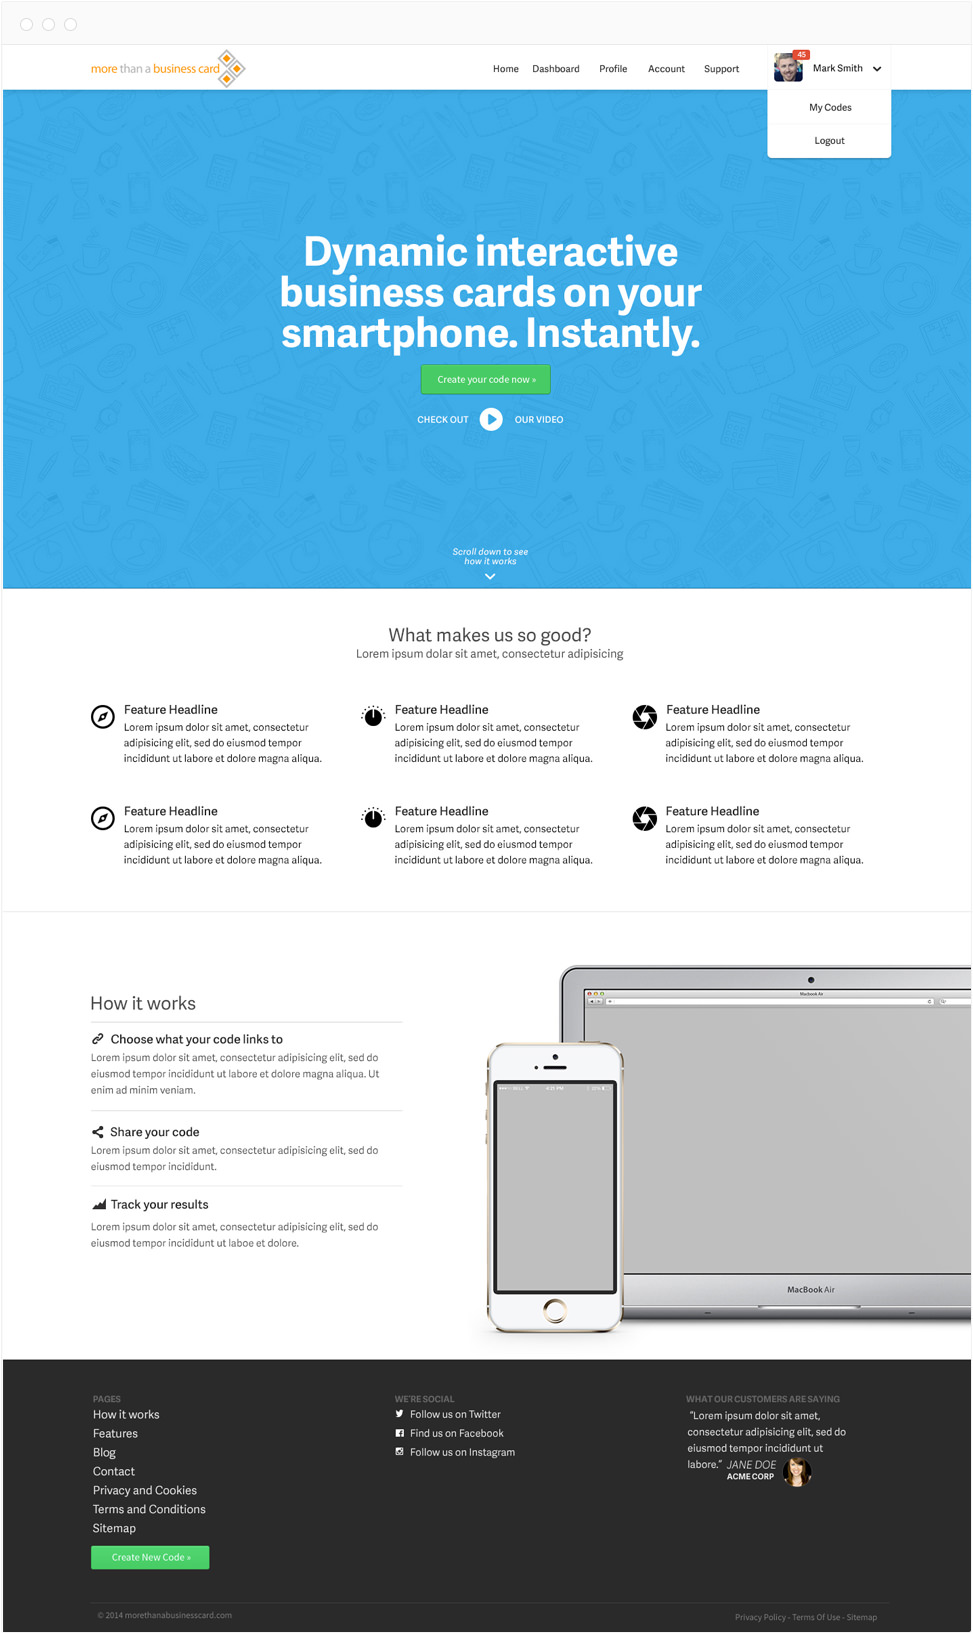 more than a business card
Home Dashboard Profile Account Support
45
Mark Smith
My Codes
Logout
Dynamic interactive
business cards on your
smartphone. Instantly.
Create your code now »
CHECK OUT OUR VIDEO
Scroll down to see
how it works
What makes us so good?
Lorem ipsum dolar sit amet, consectetur adipisicing
Feature Headline
Lorem ipsum dolor sit amet, consectetur
adipisicing elit, sed do eiusmod tempor
incididunt ut labore et dolore magna aliqua.
Feature Headline
Lorem ipsum dolor sit amet, consectetur
adipisicing elit, sed do eiusmod tempor
incididunt ut labore et dolore magna aliqua.
Feature Headline
Lorem ipsum dolor sit amet, consectetur
adipisicing elit, sed do eiusmod tempor
incididunt ut labore et dolore magna aliqua.
Feature Headline
Lorem ipsum dolor sit amet, consectetur
adipisicing elit, sed do eiusmod tempor
incididunt ut labore et dolore magna aliqua.
Feature Headline
Lorem ipsum dolor sit amet, consectetur
adipisicing elit, sed do eiusmod tempor
incididunt ut labore et dolore magna aliqua.
Feature Headline
Lorem ipsum dolor sit amet, consectetur
adipisicing elit, sed do eiusmod tempor
incididunt ut labore et dolore magna aliqua.
How it works
Choose what your code links to
Lorem ipsum dolor sit amet, consectetur adipisicing elit, sed do
eiusmod tempor incididunt ut labore et dolore magna aliqua. Ut
enim ad minim veniam.
Share your code
Lorem ipsum dolor sit amet, consectetur adipisicing elit, sed do
eiusmod tempor incididunt.
Track your results
Lorem ipsum dolor sit amet, consectetur adipisicing elit, sed do
eiusmod tempor incididunt ut laboe et dolore.
Macbook Air
4:21 PM
MacBook Air
PAGES
How it works
Features
Blog
Contact
Privacy and Cookies
Terms and Conditions
Sitemap
Create New Code »
WE'RE SOCIAL
Follow us on Twitter
Find us on Facebook
Follow us on Instagram
WHAT OUR CUSTOMERS ARE SAYING
"Lorem ipsum dolor sit amet,
consectetur adipisicing elit, sed do
eiusmod tempor incididunt ut
labore." JANE DOE
ACME CORP
© 2014 morethanabusinesscard.com
Privacy Policy - Terms Of Use - Sitemap